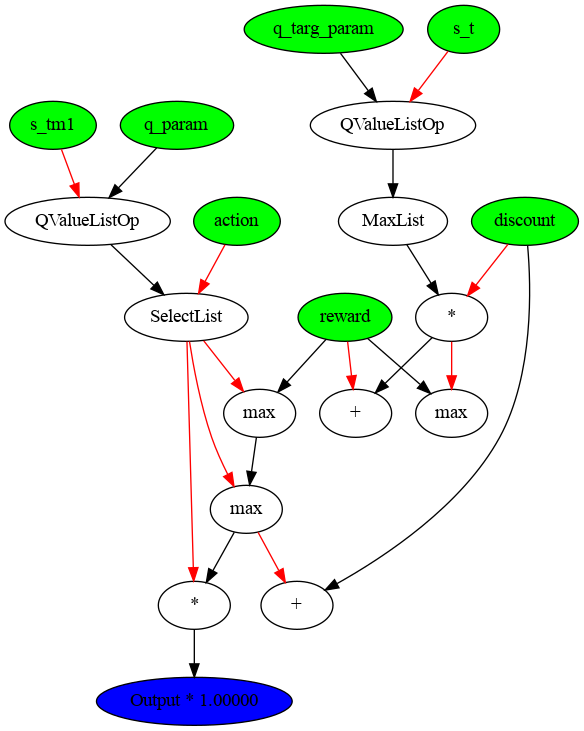 q_targ_param
s_t
s_tm1
q_param
QValueListOp
QValueListOp
action
MaxList
discount
SelectList
reward
*
max
+
max
max
*
+
Output * 1.00000